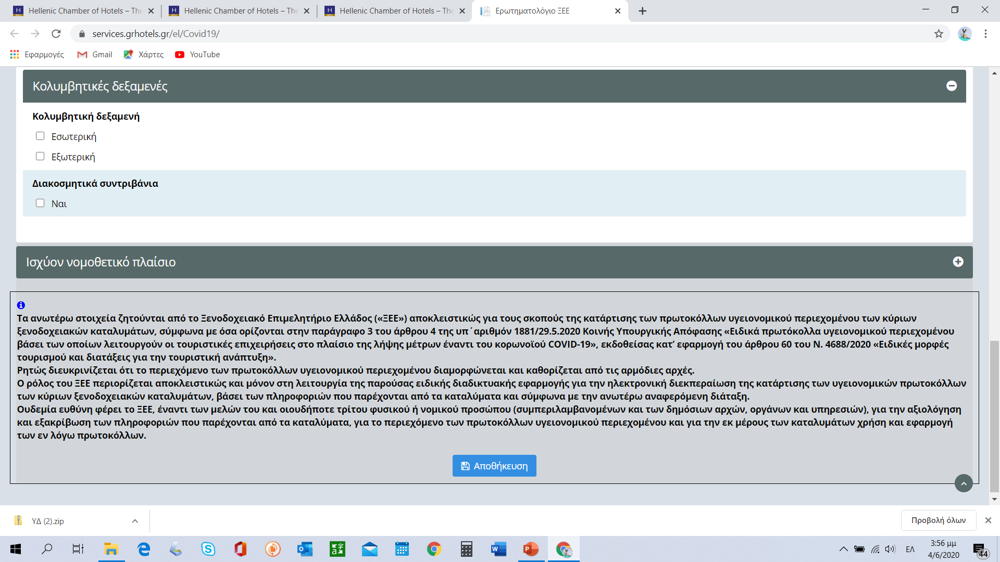 Hellenic Chamber of Hotels – The
Hellenic Chamber of Hotels – The
Hellenic Chamber of Hotels – The
Ερωτηματολόγιο ΞΕΕ
services.grhotels.gr/el/Covid19/
Εφαρμογές
Gmail
Χάρτες
YouTube
Κολυμβητικές δεξαμενές
Κολυμβητική δεξαμενή
Εσωτερική
Εξωτερική
Διακοσμητικά συντριβάνια
Ναι
Ισχύον νομοθετικό πλαίσιο
Τα ανωτέρω στοιχεία ζητούνται από το Ξενοδοχειακό Επιμελητήριο Ελλάδος («ΞΕΕ») αποκλειστικώς για τους σκοπούς της κατάρτισης των πρωτοκόλλων υγειονομικού περιεχομένου των κύριων
ξενοδοχειακών καταλυμάτων, σύμφωνα με όσα ορίζονται στην παράγραφο 3 του άρθρου 4 της υπ΄αριθμόν 1881/29.5.2020 Κοινής Υπουργικής Απόφασης «Ειδικά πρωτόκολλα υγειονομικού περιεχομένου
βάσει των οποίων λειτουργούν οι τουριστικές επιχειρήσεις στο πλαίσιο της λήψης μέτρων έναντι του κορωνοϊού COVID-19», εκδοθείσας κατ’ εφαρμογή του άρθρου 60 του Ν. 4688/2020 «Ειδικές μορφές
τουρισμού και διατάξεις για την τουριστική ανάπτυξη».
Ρητώς διευκρινίζεται ότι το περιεχόμενο των πρωτοκόλλων υγειονομικού περιεχομένου διαμορφώνεται και καθορίζεται από τις αρμόδιες αρχές.
Ο ρόλος του ΞΕΕ περιορίζεται αποκλειστικώς και μόνον στη λειτουργία της παρούσας ειδικής διαδικτυακής εφαρμογής για την ηλεκτρονική διεκπεραίωση της κατάρτισης των υγειονομικών πρωτοκόλλων
των κύριων ξενοδοχειακών καταλυμάτων, βάσει των πληροφοριών που παρέχονται από τα καταλύματα και σύμφωνα με την ανωτέρω αναφερόμενη διάταξη.
Ουδεμία ευθύνη φέρει το ΞΕΕ, έναντι των μελών του και οιουδήποτε τρίτου φυσικού ή νομικού προσώπου (συμπεριλαμβανομένων και των δημόσιων αρχών, οργάνων και υπηρεσιών), για την αξιολόγηση
και εξακρίβωση των πληροφοριών που παρέχονται από τα καταλύματα, για το περιεχόμενο των πρωτοκόλλων υγειονομικού περιεχομένου και για την εκ μέρους των καταλυμάτων χρήση και εφαρμογή
των εν λόγω πρωτοκόλλων.
Αποθήκευση
ΥΔ (2).zip
Προβολή όλων
ΕΛ
3:56 μμ
4/6/2020
44